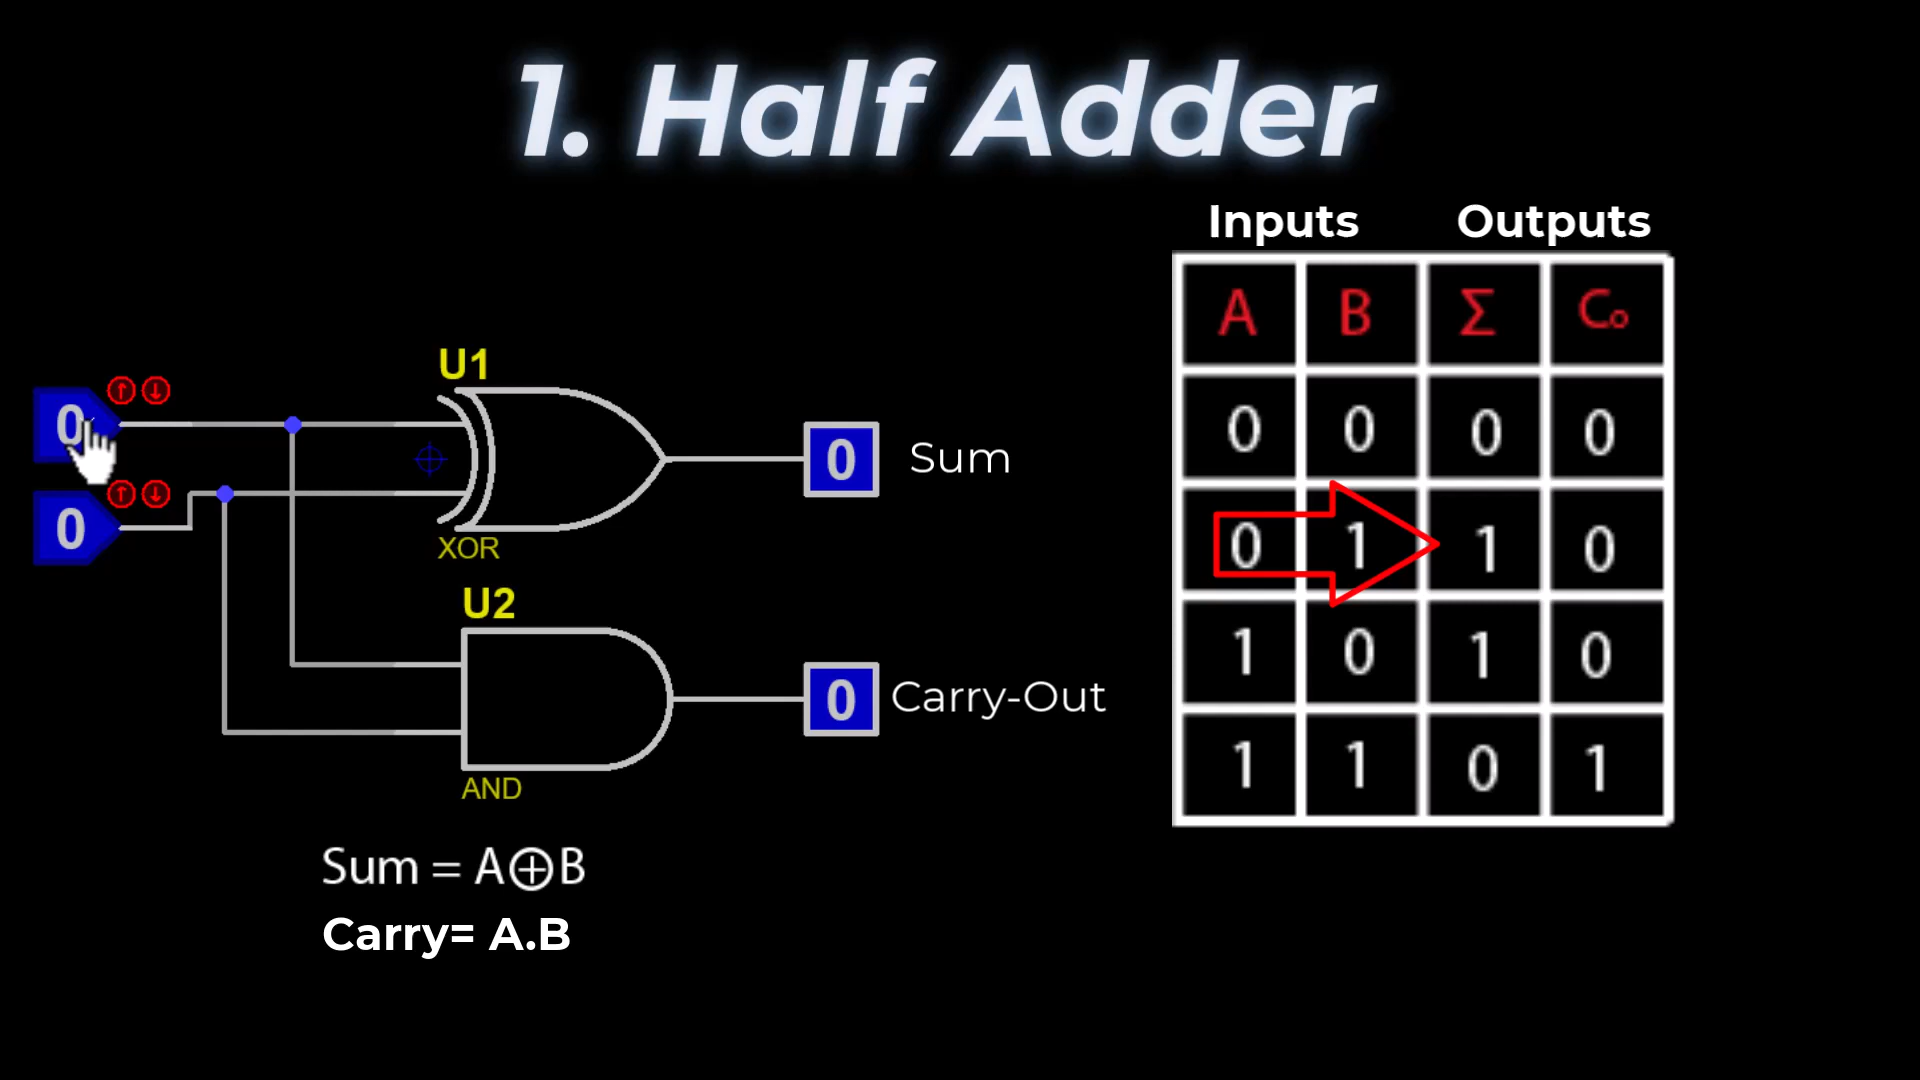 1. Half Adder
Inputs Outputs
A B Σ Co
0 0 0 0
0 1 1 0
1 0 1 0
1 1 0 1
U1
0
0
XOR
0 Sum
U2
AND
0 Carry-Out
Sum = A⊕B
Carry= A.B